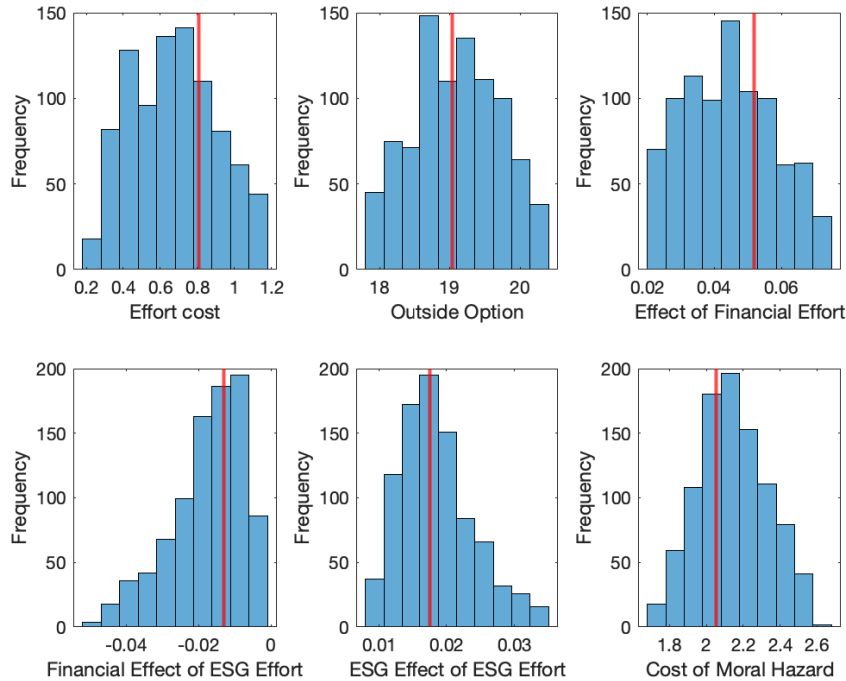 150
100
50
0
Frequency
0.2 0.4 0.6 0.8 1 1.2
Effort cost
150
100
50
0
Frequency
18 19 20
Outside Option
150
100
50
0
Frequency
0.02 0.04 0.06
Effect of Financial Effort
200
150
100
50
0
Frequency
-0.04 -0.02 0
Financial Effect of ESG Effort
200
150
100
50
0
Frequency
0.01 0.02 0.03
ESG Effect of ESG Effort
200
150
100
50
0
Frequency
1.8 2 2.2 2.4 2.6
Cost of Moral Hazard